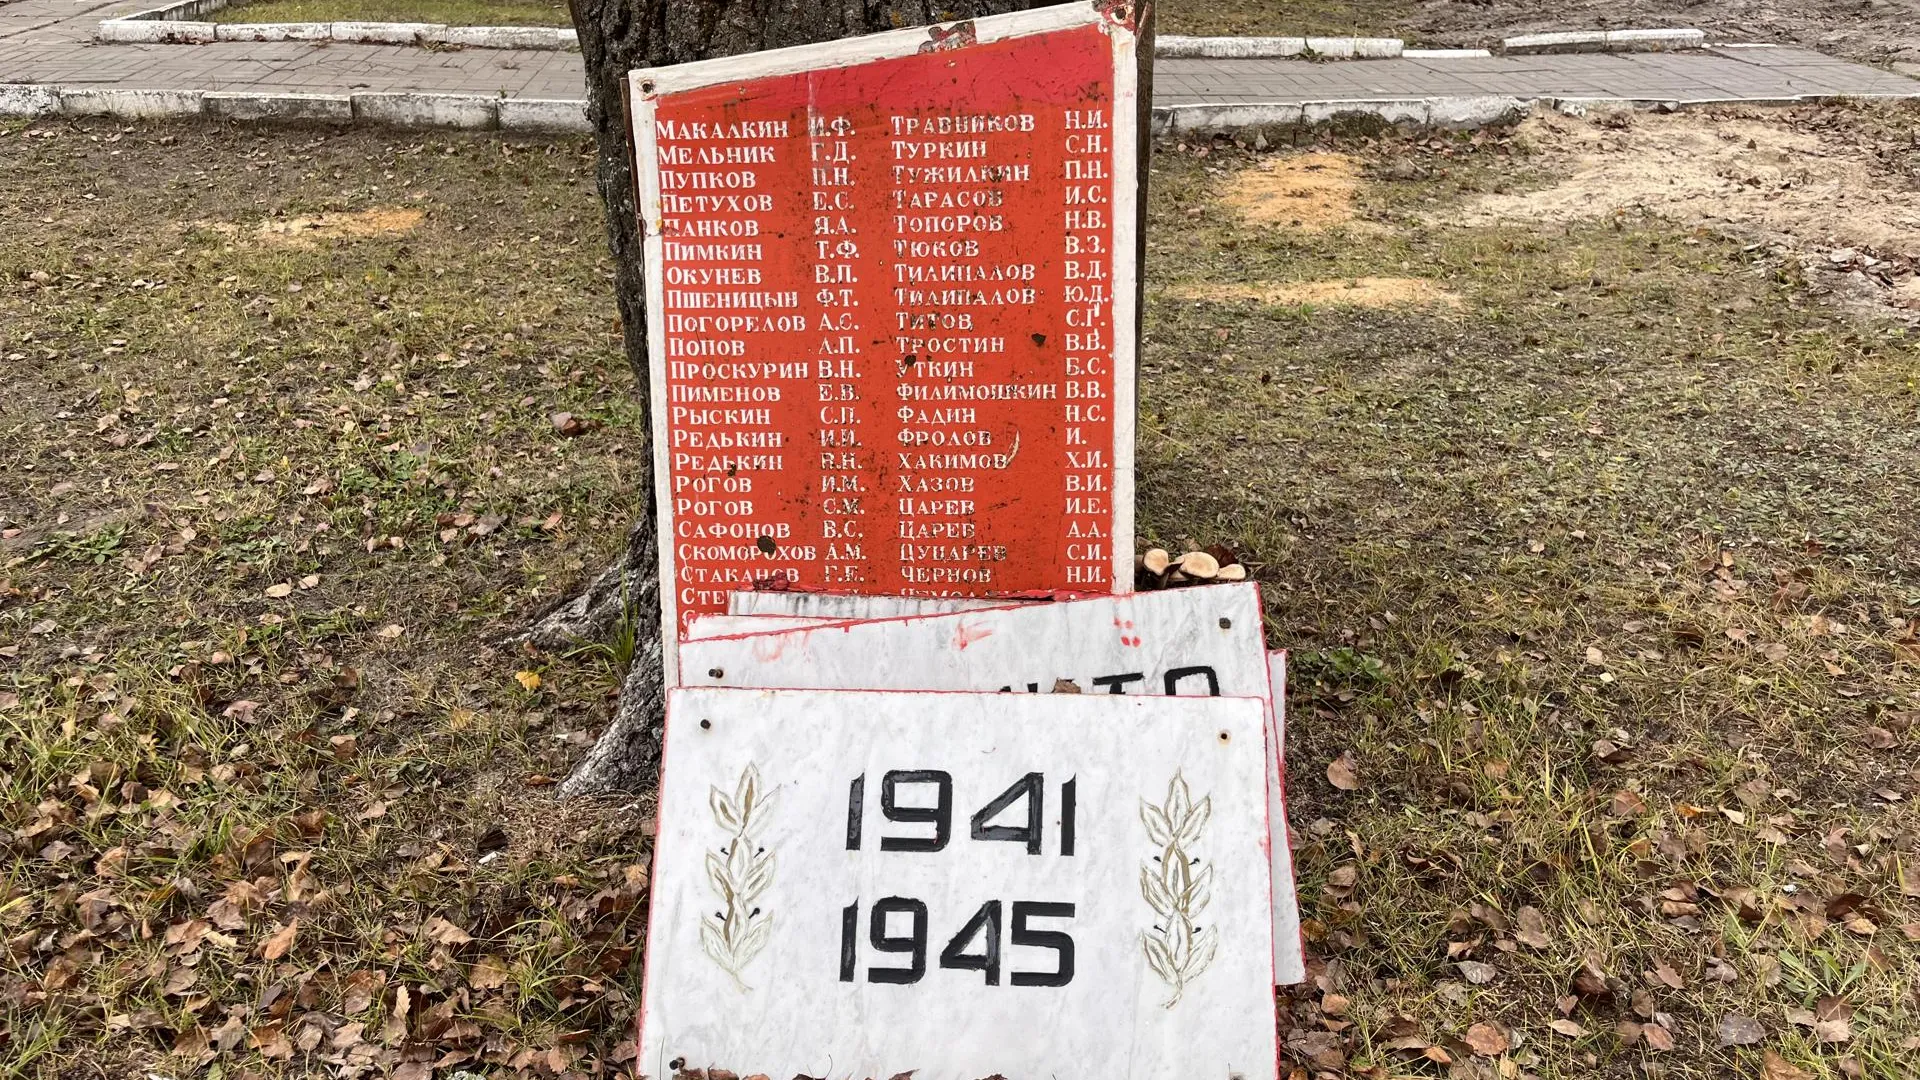 МАКАЛКИН И.Ф. ТРАВНИКОВ Н.И.
МЕЛЬНИК Г.Д. ТУРКИН С.Н.
ПУПКОВ П.Н. ТУЖИЛКИН П.Н.
ПЕТУХОВ Е.С. ТАРАСОВ И.С.
ПАНКОВ Я.А. ТОПОРОВ Н.В.
ПИМКИН Т.Ф. ТЮКОВ В.З.
ОКУНЕВ В.П. ТИЛИПАЛОВ В.Д.
ПШЕНИЦЫН Ф.Т. ТИЛИПАЛОВ Ю.Д.
ПОГОРЕЛОВ А.С. ТИТОВ С.Г.
ПОПОВ А.П. ТРОСТИН В.В.
ПРОСКУРИН В.Н. УТКИН Б.С.
ПИМЕНОВ Е.В. ФИЛИМОШКИН В.В.
РЫСКИН С.П. ФАДИН Н.С.
РЕДЬКИН И.И. ФРОЛОВ И.
РЕДЬКИН В.Н. ХАКИМОВ Х.И.
РОГОВ И.М. ХАЗОВ В.И.
РОГОВ С.М. ЦАРЕВ И.Е.
САФОНОВ В.С. ЦАРЕВ А.А.
СКОМОРОХОВ А.М. ЦУЦАРЕВ С.И.
СТАКАНОВ Г.Е. ЧЕРНОВ Н.И.
1941
1945